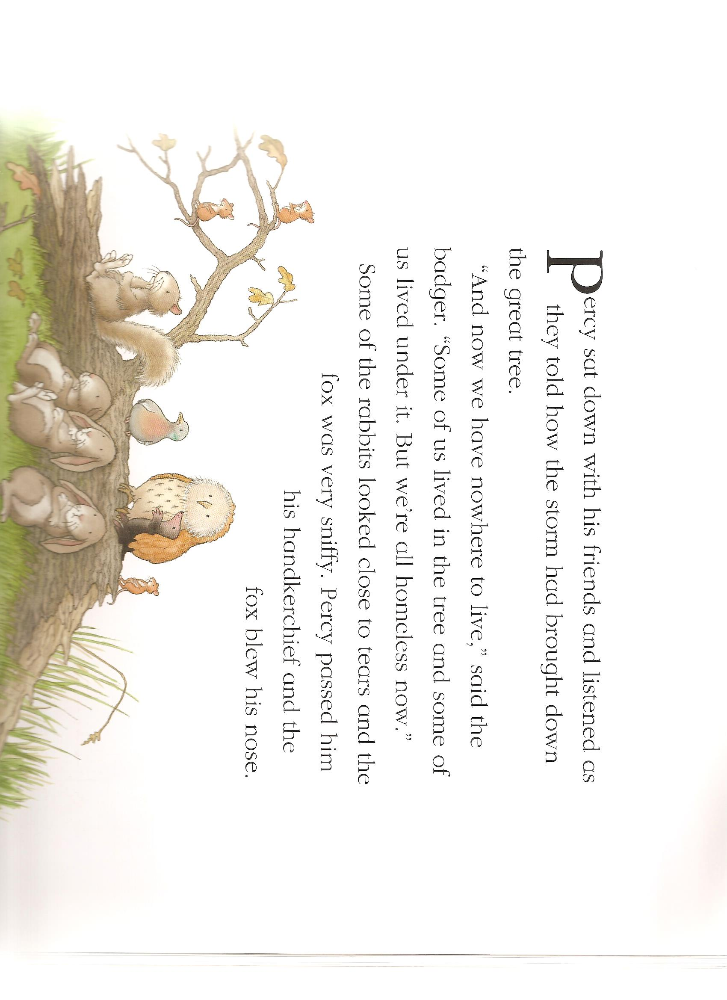 Percy sat down with his friends and listened as
they told how the storm had brought down
the great tree.
“And now we have nowhere to live,” said the
badger. “Some of us lived in the tree and some of
us lived under it. But we’re all homeless now.”
Some of the rabbits looked close to tears and the
fox was very sniffy. Percy passed him
his handkerchief and the
fox blew his nose.